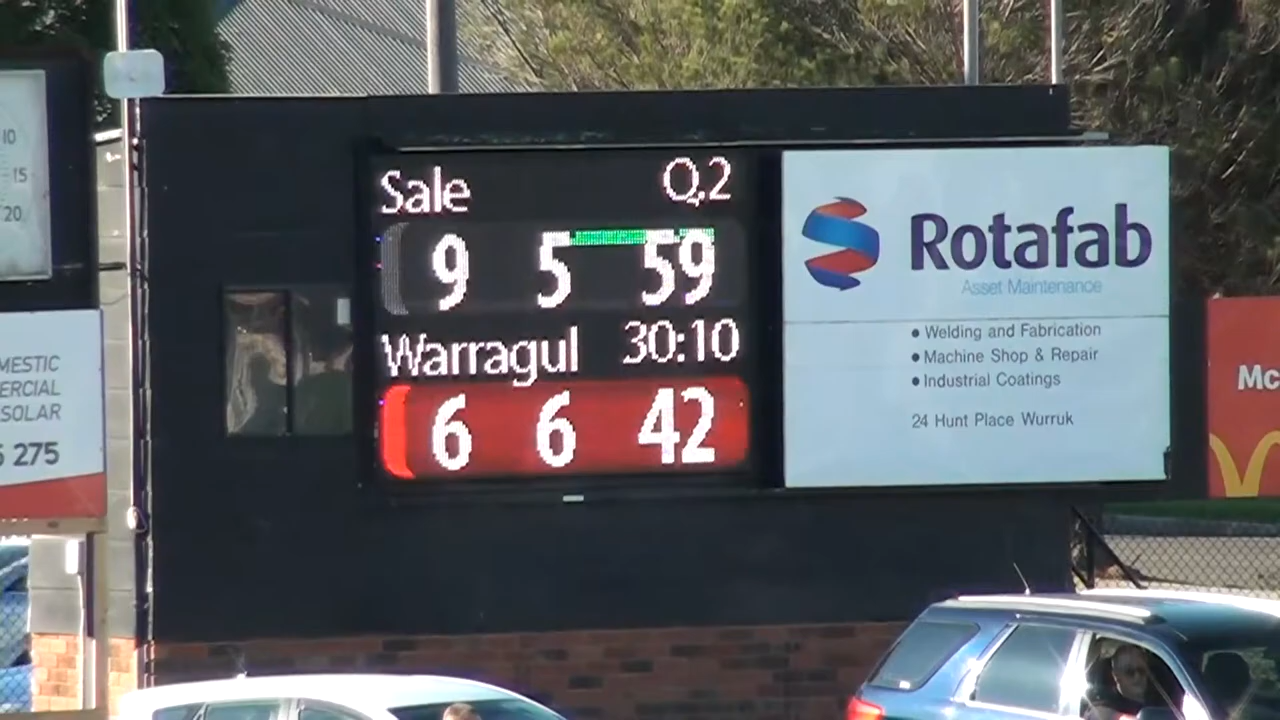 10
15
20
MESTIC
ERCIAL
SOLAR
275
Sale Q2
9 5 59
Warragul 30:10
6 6 42
Rotafab
Asset Maintenance
• Welding and Fabrication
• Machine Shop & Repair
• Industrial Coatings
24 Hunt Place Wurruk
Mc